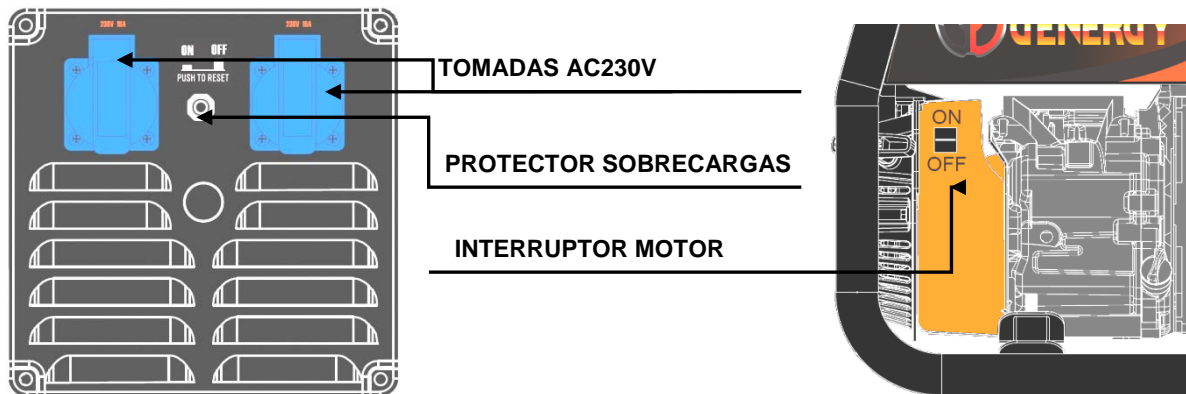 230V 16A
230V 16A
ON OFF
PUSH TO RESET
TOMADAS AC230V
PROTECTOR SOBRECARGAS
INTERRUPTOR MOTOR
GENERGY
ON
OFF